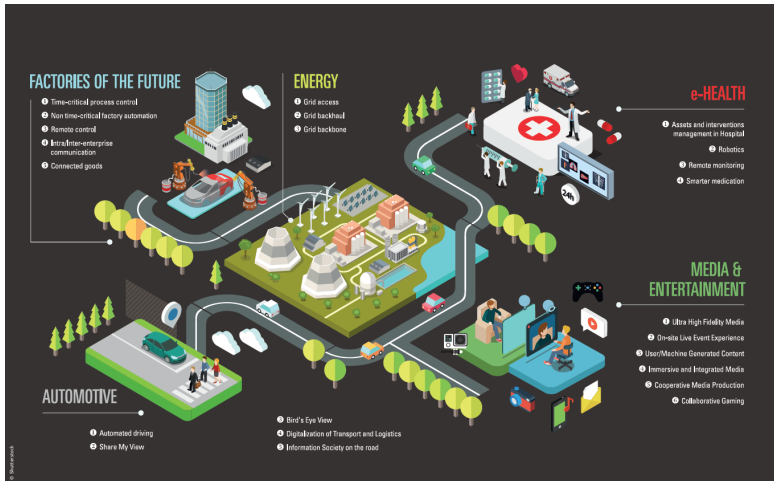 FACTORIES OF THE FUTURE
1 Time-critical process control
2 Non time-critical factory automation
3 Remote control
4 Intra/Inter-enterprise
communication
5 Connected goods
ENERGY
1 Grid access
2 Grid backhaul
3 Grid backbone
e-HEALTH
1 Assets and interventions
management in Hospital
2 Robotics
3 Remote monitoring
4 Smarter medication
24h
MEDIA &
ENTERTAINMENT
1 Ultra High Fidelity Media
2 On-site Live Event Experience
3 User/Machine Generated Content
4 Immersive and Integrated Media
5 Cooperative Media Production
6 Collaborative Gaming
AUTOMOTIVE
1 Automated driving
2 Share My View
3 Bird's Eye View
4 Digitalization of Transport and Logistics
5 Information Society on the road
© Shutterstock